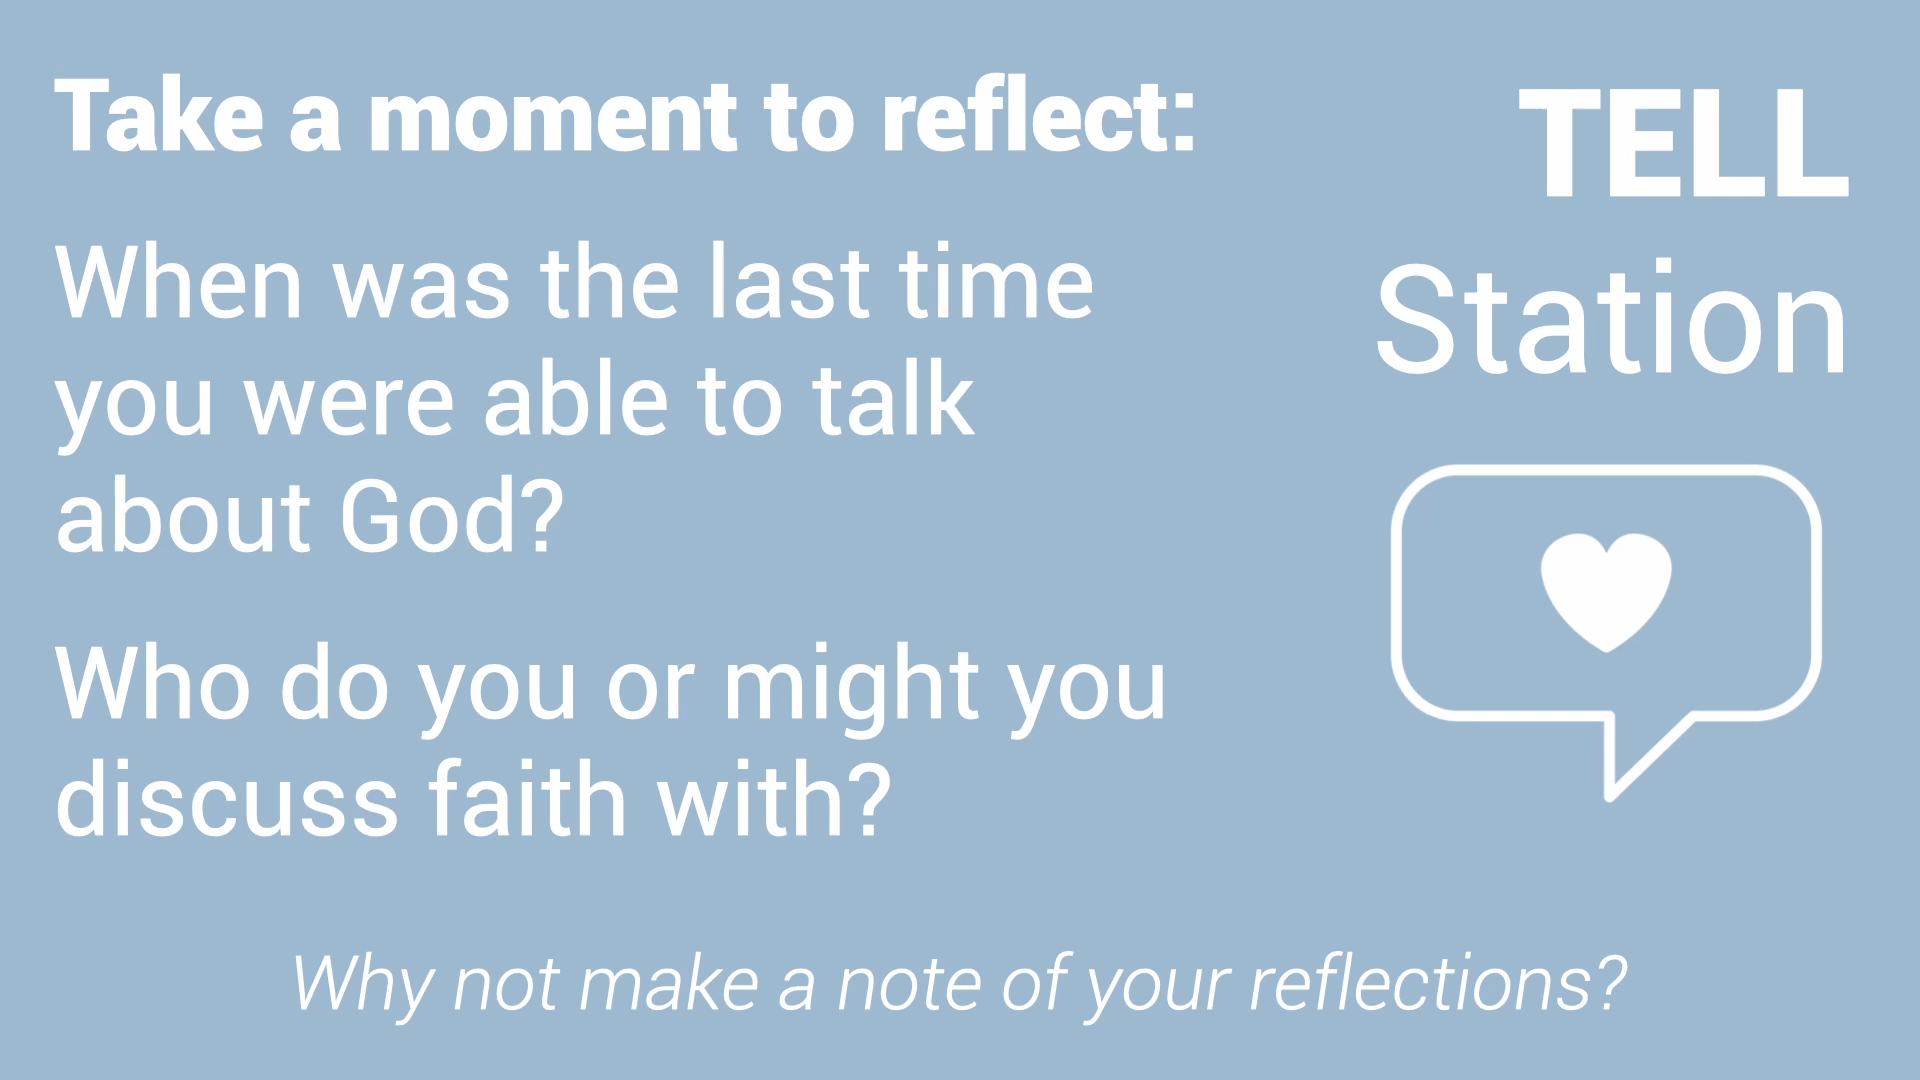 Take a moment to reflect:
When was the last time
you were able to talk
about God?
Who do you or might you
discuss faith with?
TELL
Station
Why not make a note of your reflections?